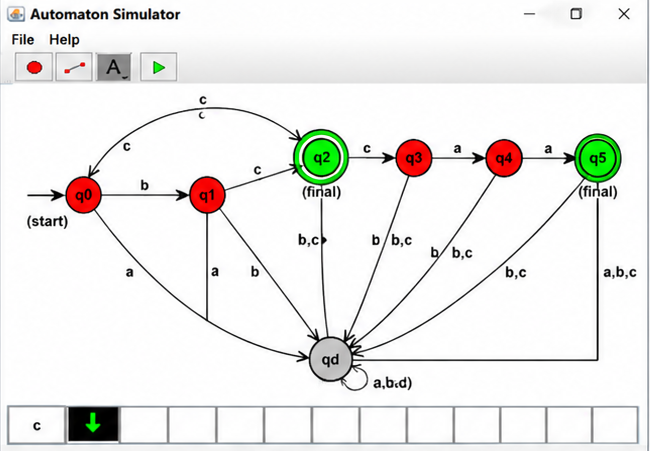 Automaton Simulator
File Help
A
c
c
c
b
c
c
a
a
q0
q1
q2
q3
q4
q5
(start)
(final)
(final)
a
a
b
b,c
b
b,c
b
b,c
b,c
a,b,c
qd
c